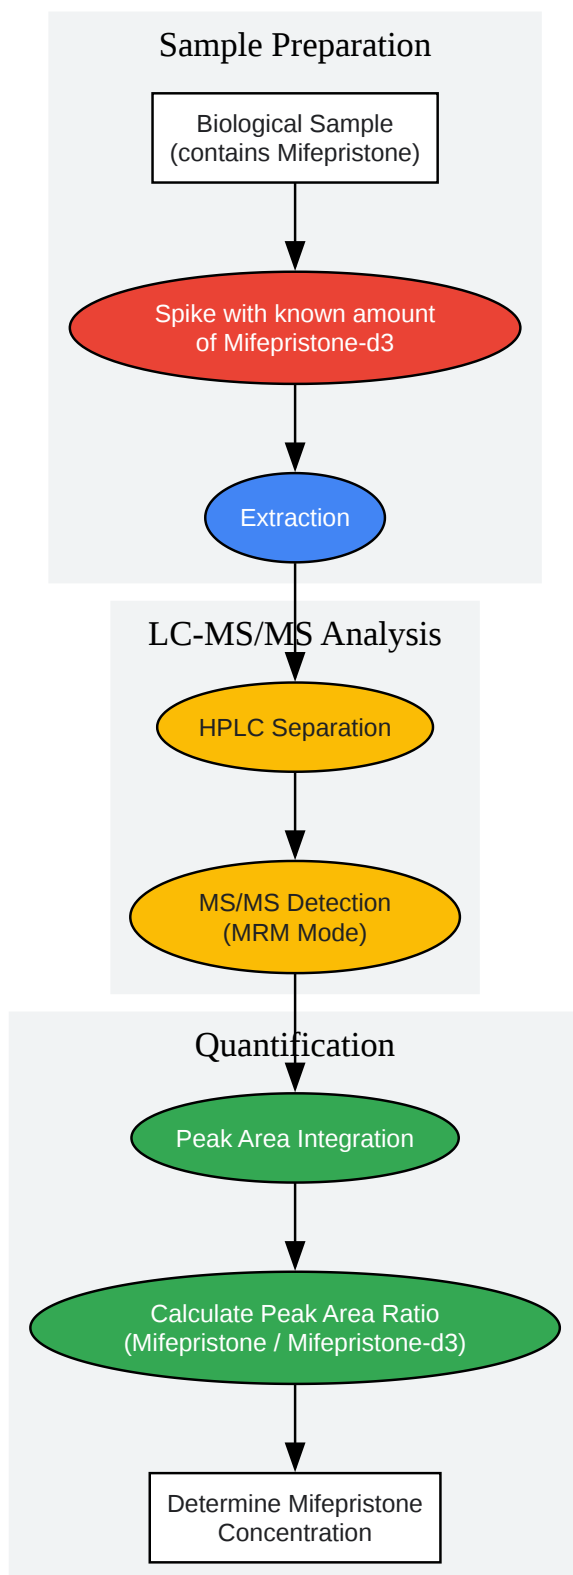 Sample Preparation
Biological Sample
(contains Mifepristone)
Spike with known amount
of Mifepristone-d3
Extraction
LC-MS/MS Analysis
HPLC Separation
MS/MS Detection
(MRM Mode)
Quantification
Peak Area Integration
Calculate Peak Area Ratio
(Mifepristone / Mifepristone-d3)
Determine Mifepristone
Concentration